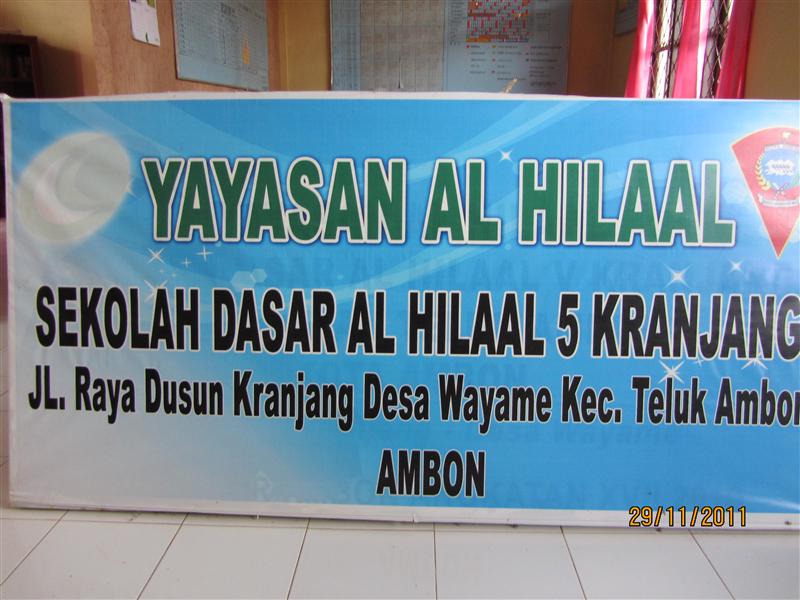 YAYASAN AL HILAAL
SEKOLAH DASAR AL HILAAL 5 KRANJANG
JL. Raya Dusun Kranjang Desa Wayame Kec. Teluk Ambon
AMBON
29/11/2011